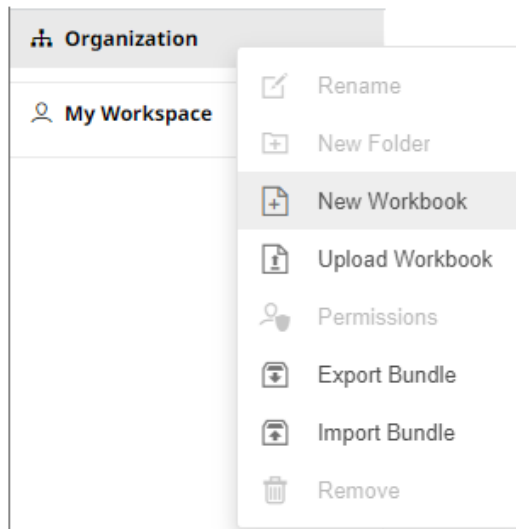 Organization
My Workspace
Rename
New Folder
New Workbook
Upload Workbook
Permissions
Export Bundle
Import Bundle
Remove